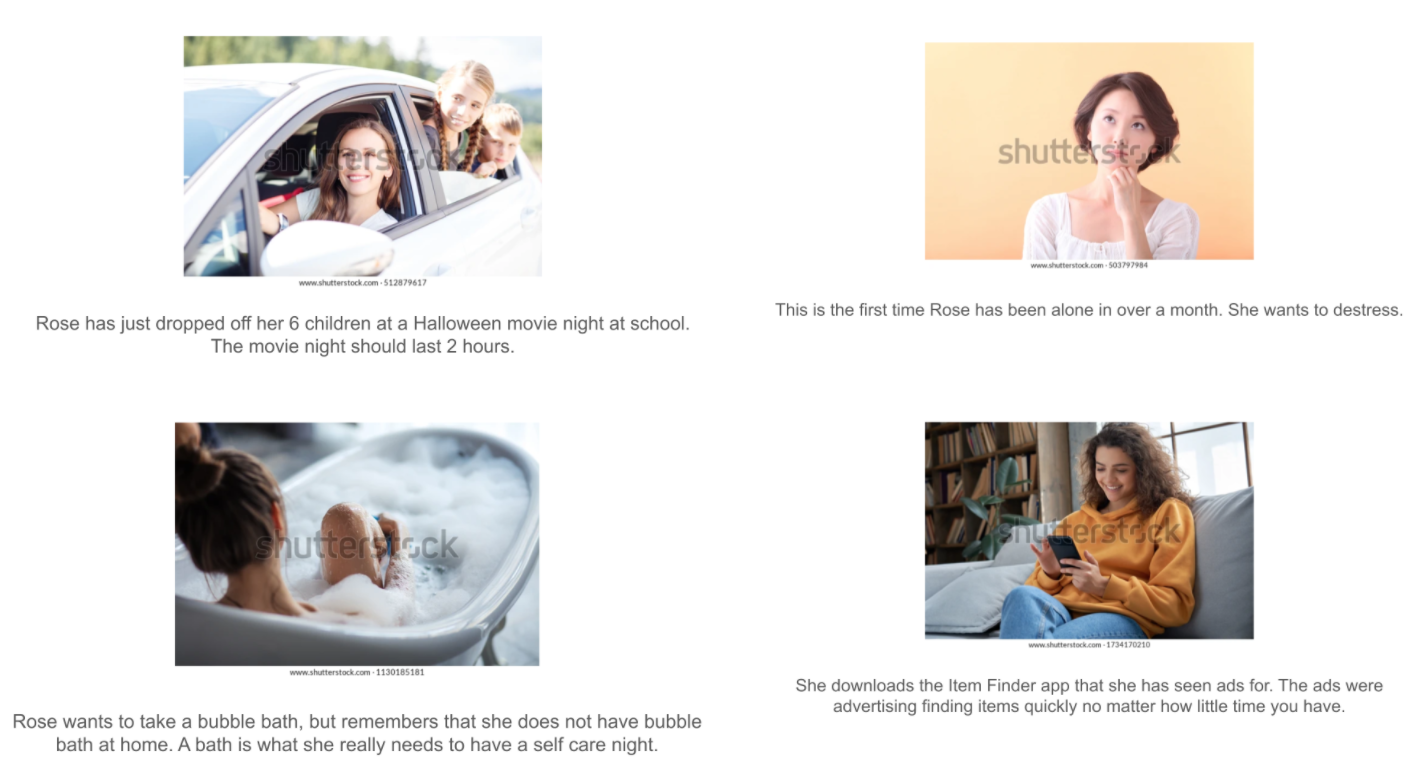 shutterstock
www.shutterstock.com · 512879617
Rose has just dropped off her 6 children at a Halloween movie night at school.
The movie night should last 2 hours.
shutterstock
www.shutterstock.com · 503797984
This is the first time Rose has been alone in over a month. She wants to destress.
shutterstock
www.shutterstock.com · 1130185181
Rose wants to take a bubble bath, but remembers that she does not have bubble
bath at home. A bath is what she really needs to have a self care night.
shutterstock
www.shutterstock.com · 1734170210
She downloads the Item Finder app that she has seen ads for. The ads were
advertising finding items quickly no matter how little time you have.